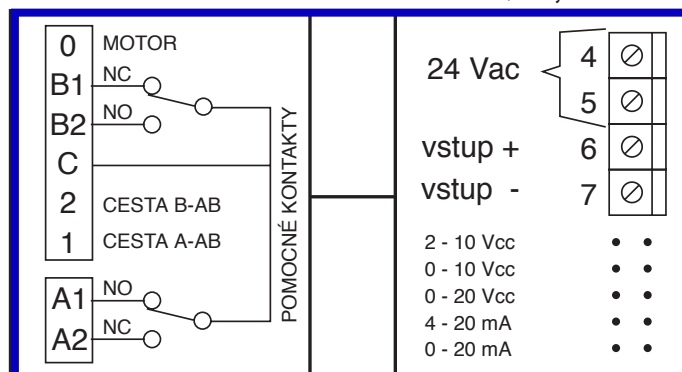 0 MOTOR
B1 NC
B2 NO
C
2 CESTA B-AB
1 CESTA A-AB
A1 NO
A2 NC
POMOCNÉ KONTAKTY
24 Vac
4
5
vstup + 6
vstup - 7
2 - 10 Vcc
0 - 10 Vcc
0 - 20 Vcc
4 - 20 mA
0 - 20 mA